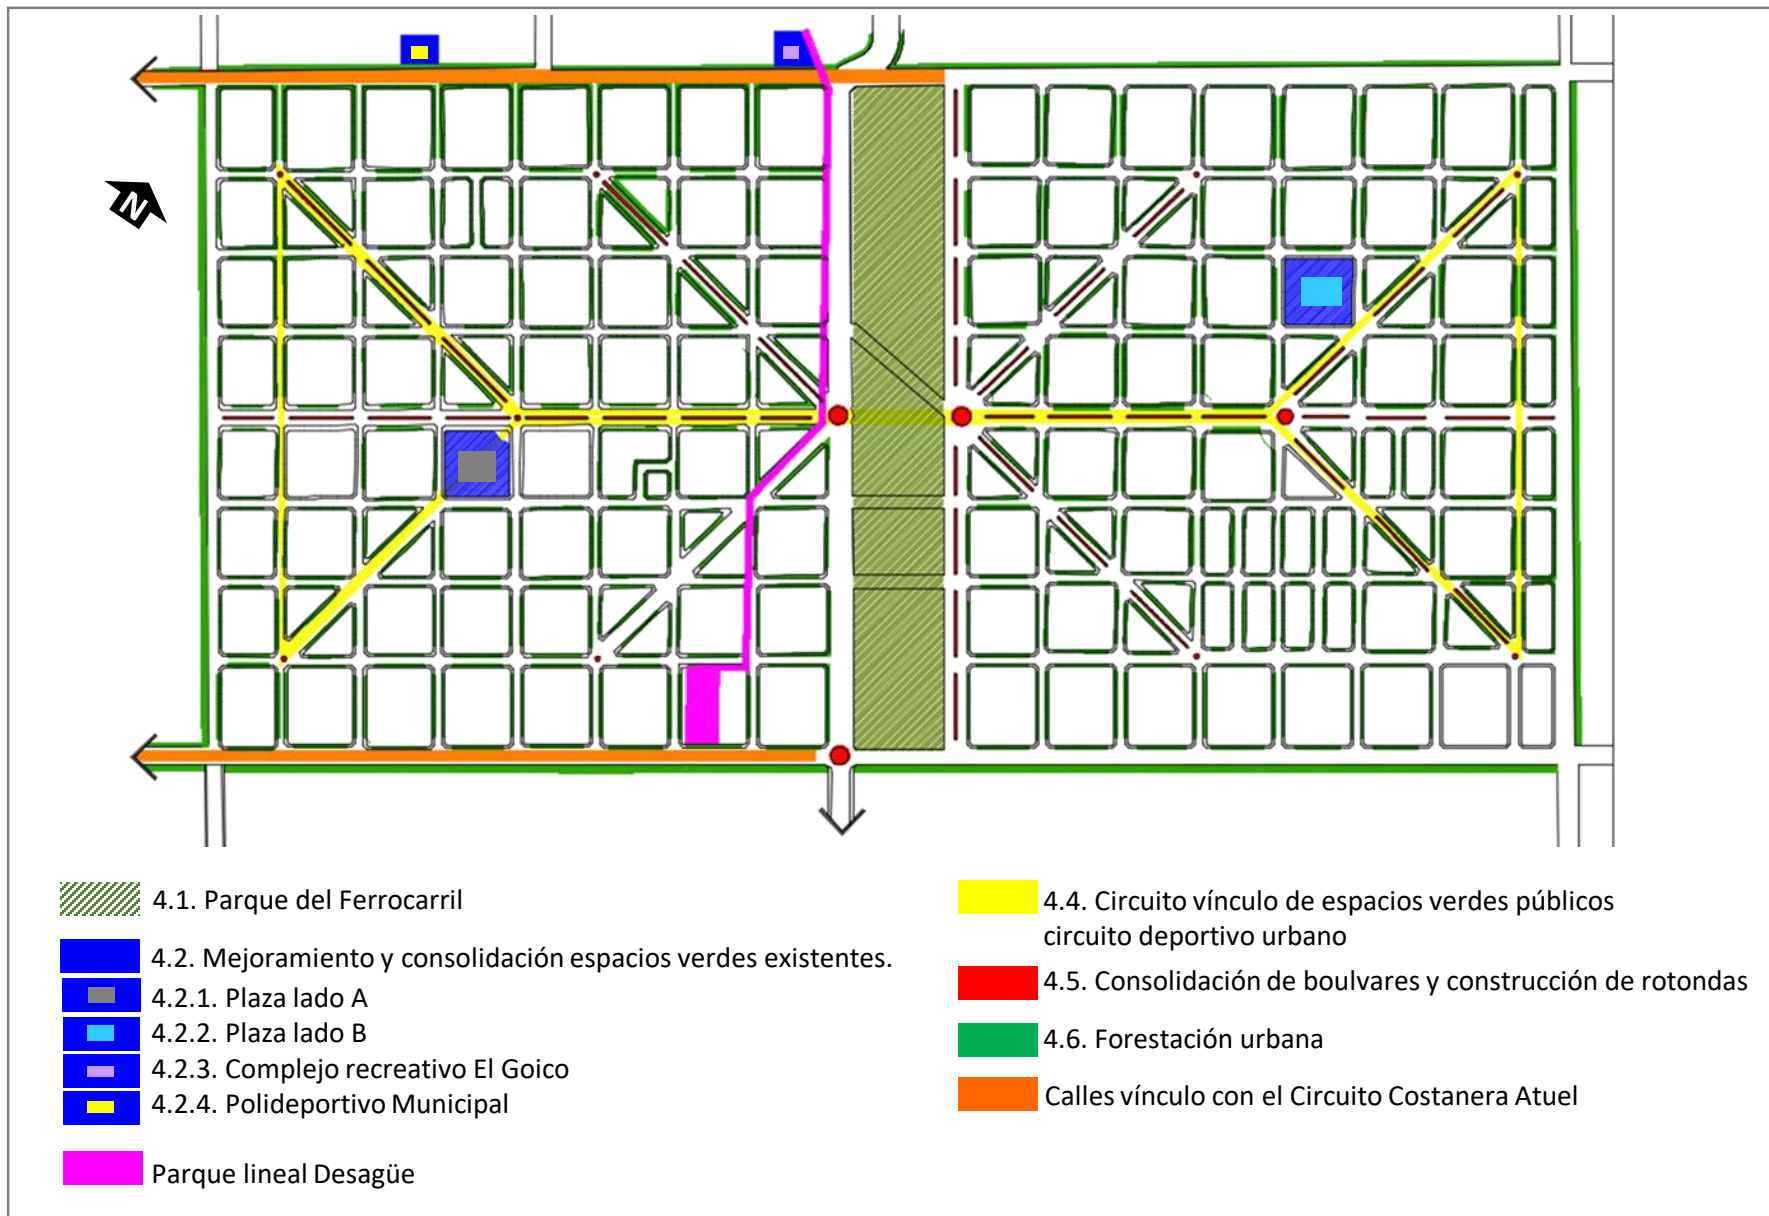 N
4.1. Parque del Ferrocarril
4.2. Mejoramiento y consolidación espacios verdes existentes.
4.2.1. Plaza lado A
4.2.2. Plaza lado B
4.2.3. Complejo recreativo El Goico
4.2.4. Polideportivo Municipal
Parque lineal Desagüe
4.4. Circuito vínculo de espacios verdes públicos
circuito deportivo urbano
4.5. Consolidación de boulvares y construcción de rotondas
4.6. Forestación urbana
Calles vínculo con el Circuito Costanera Atuel